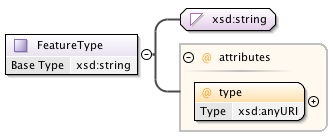 xsd:string
FeatureType
Base Type xsd:string
@ attributes
@ type
Type xsd:anyURI